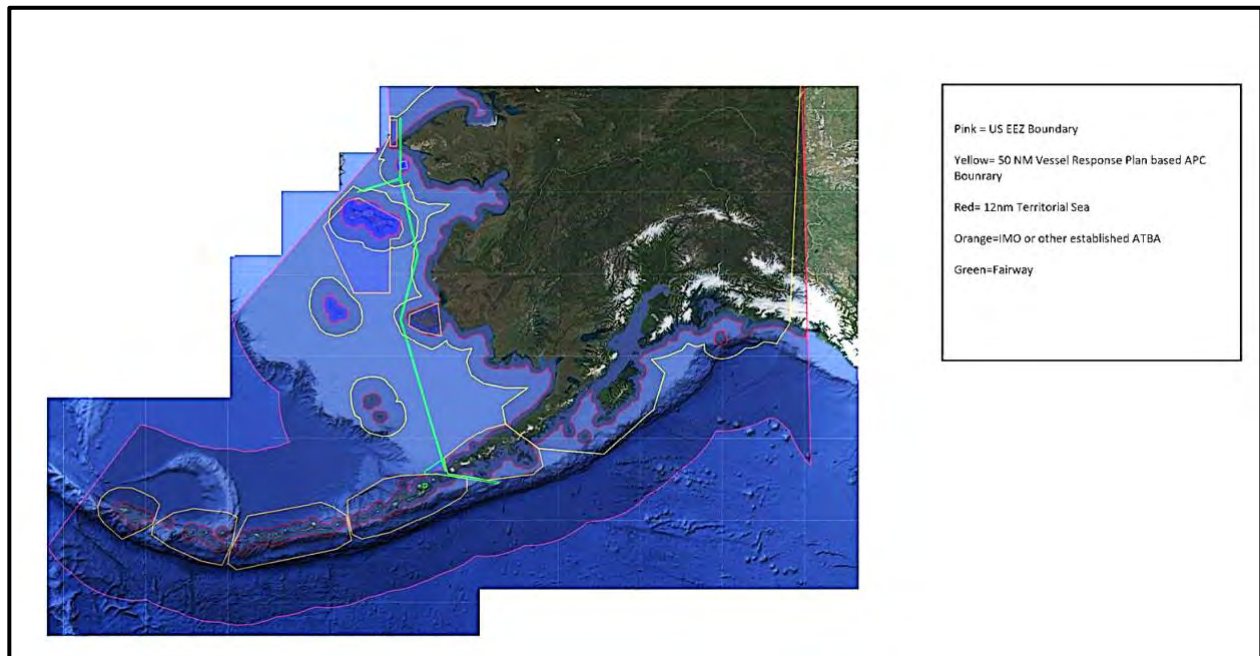 Pink = US EEZ Boundary
Yellow= 50 NM Vessel Response Plan based APC
Bounrary
Red= 12nm Territorial Sea
Orange=IMO or other established ATBA
Green=Fairway